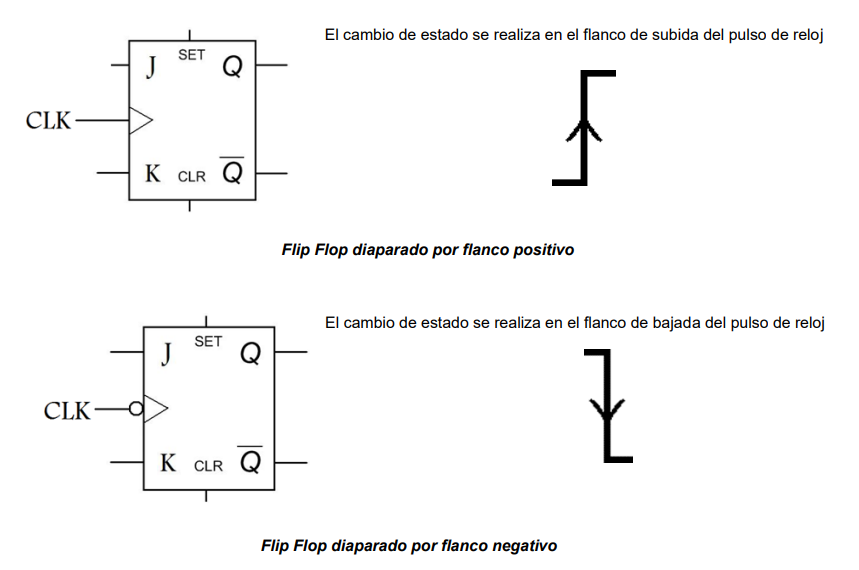 El cambio de estado se realiza en el flanco de subida del pulso de reloj
J SET Q
CLK
K CLR Q̅
Flip Flop diaparado por flanco positivo
El cambio de estado se realiza en el flanco de bajada del pulso de reloj
J SET Q
CLK
K CLR Q̅
Flip Flop diaparado por flanco negativo